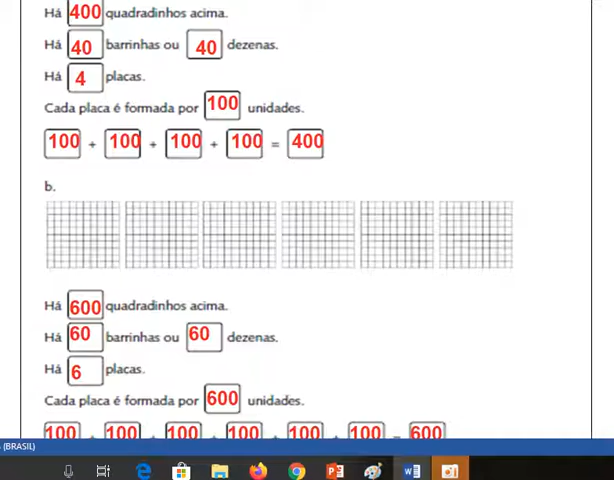 Há 400 quadradinhos acima.
Há 40 barrinhas ou 40 dezenas.
Há 4 placas.
Cada placa é formada por 100 unidades.
100 + 100 + 100 + 100 = 400
b.
Há 600 quadradinhos acima.
Há 60 barrinhas ou 60 dezenas.
Há 6 placas.
Cada placa é formada por 600 unidades.
100 + 100 + 100 + 100 + 100 + 100 = 600
(BRASIL)